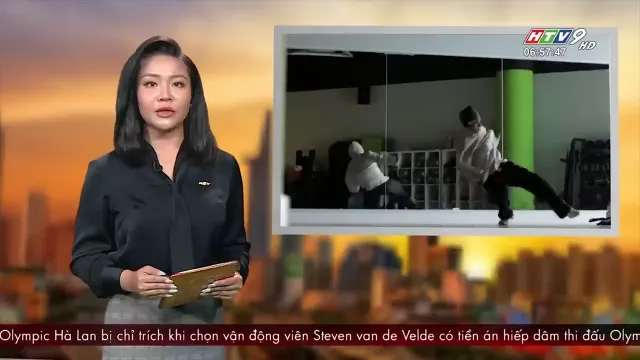 HTV9 HD
06:57:47
Olympic Hà Lan bị chỉ trích khi chọn vận động viên Steven van de Velde có tiền án hiếp dâm thi đấu Olym